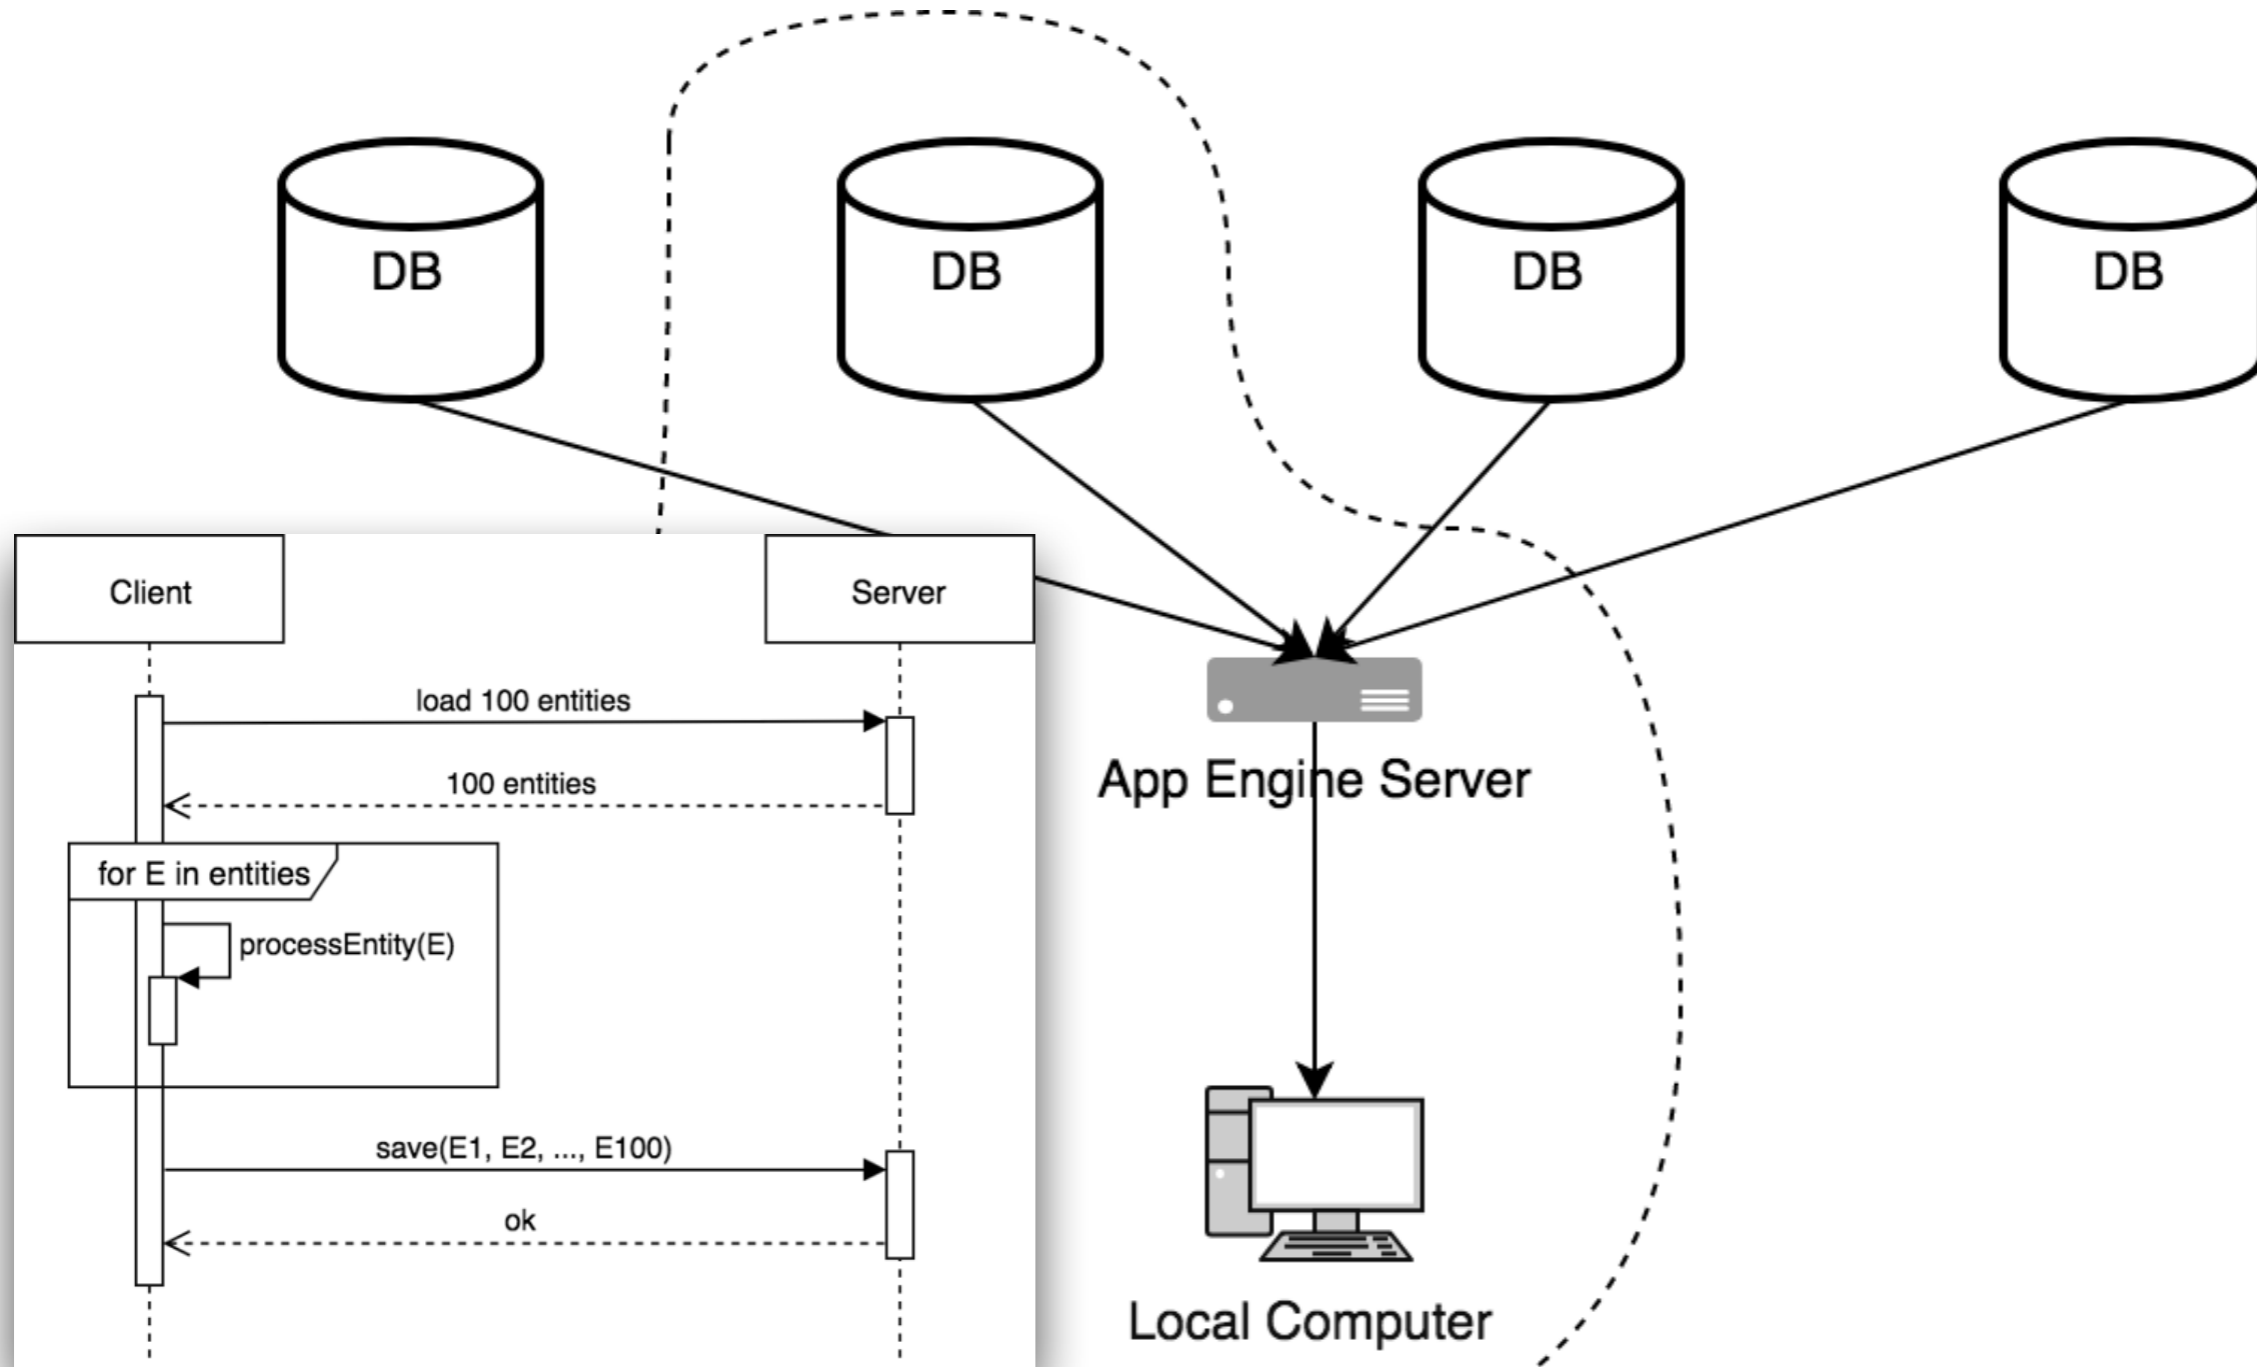 DB
DB
DB
DB
Client
Server
load 100 entities
100 entities
for E in entities
processEntity(E)
save(E1, E2, ..., E100)
ok
App Engine Server
Local Computer